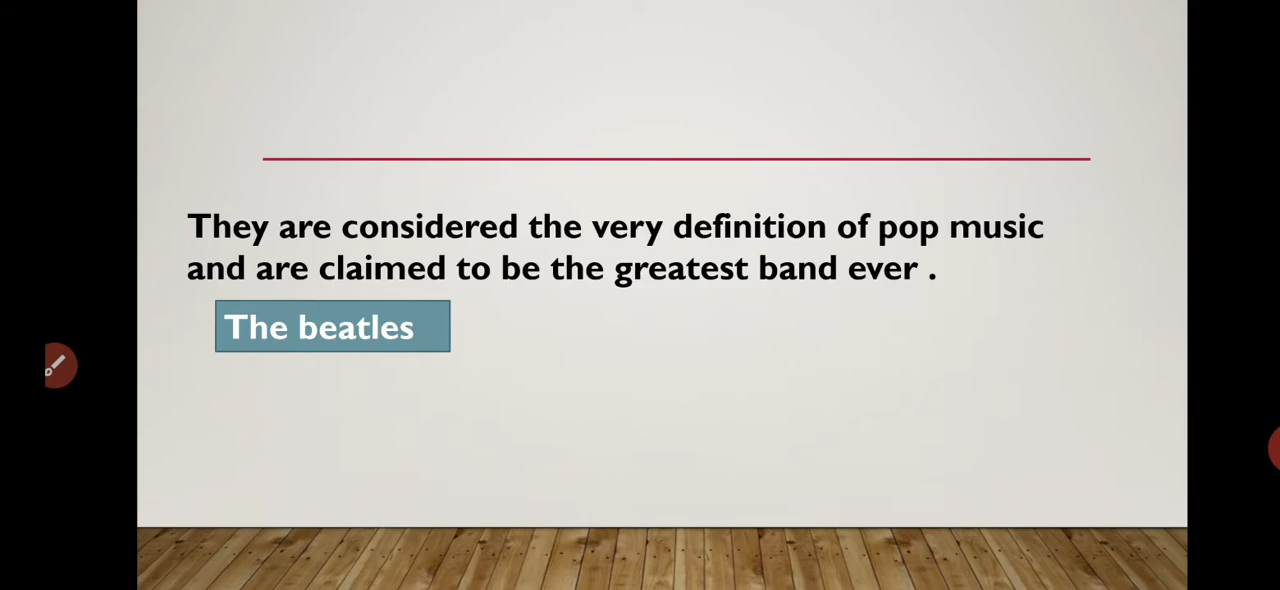 They are considered the very definition of pop music
and are claimed to be the greatest band ever .
The beatles